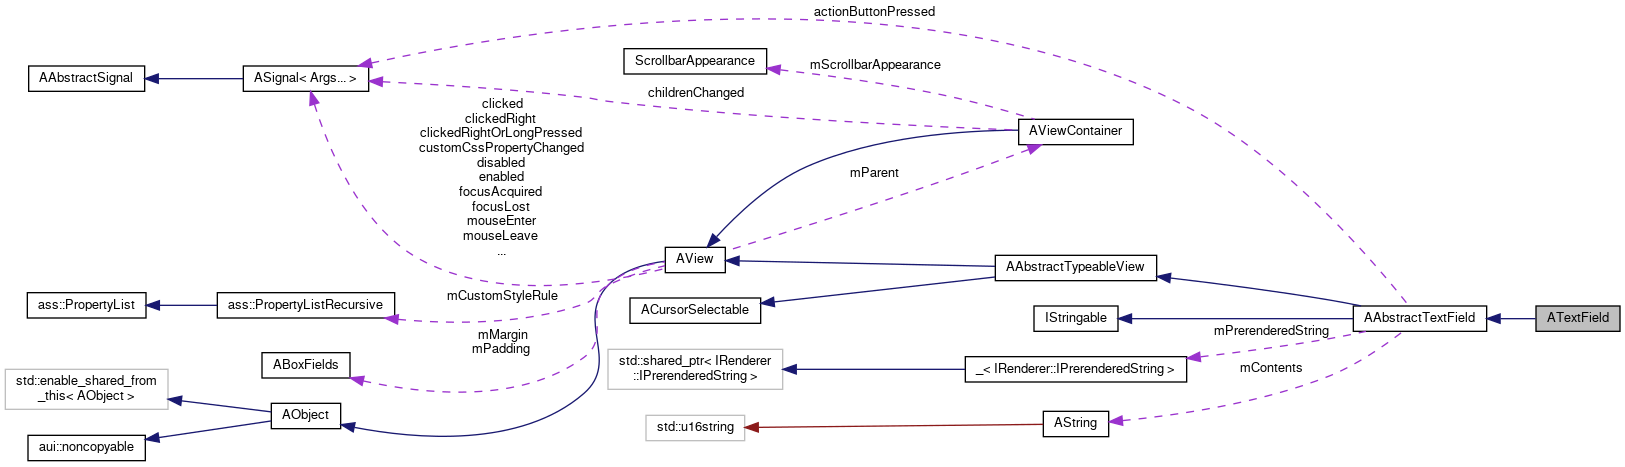 actionButtonPressed
ScrollbarAppearance
mScrollbarAppearance
AAbstractSignal
ASignal< Args... >
childrenChanged
clicked
clickedRight
clickedRightOrLongPressed
customCssPropertyChanged
disabled
enabled
focusAcquired
focusLost
mouseEnter
mouseLeave
...
AViewContainer
mParent
AView
AAbstractTypeableView
mCustomStyleRule
ass::PropertyList
ass::PropertyListRecursive
ACursorSelectable
IStringable
AAbstractTextField
ATextField
mMargin
mPadding
mPrerenderedString
ABoxFields
std::shared_ptr< IRenderer
::IPrerenderedString >
_< IRenderer::IPrerenderedString >
mContents
std::enable_shared_from
_this< AObject >
AObject
std::u16string
AString
aui::noncopyable